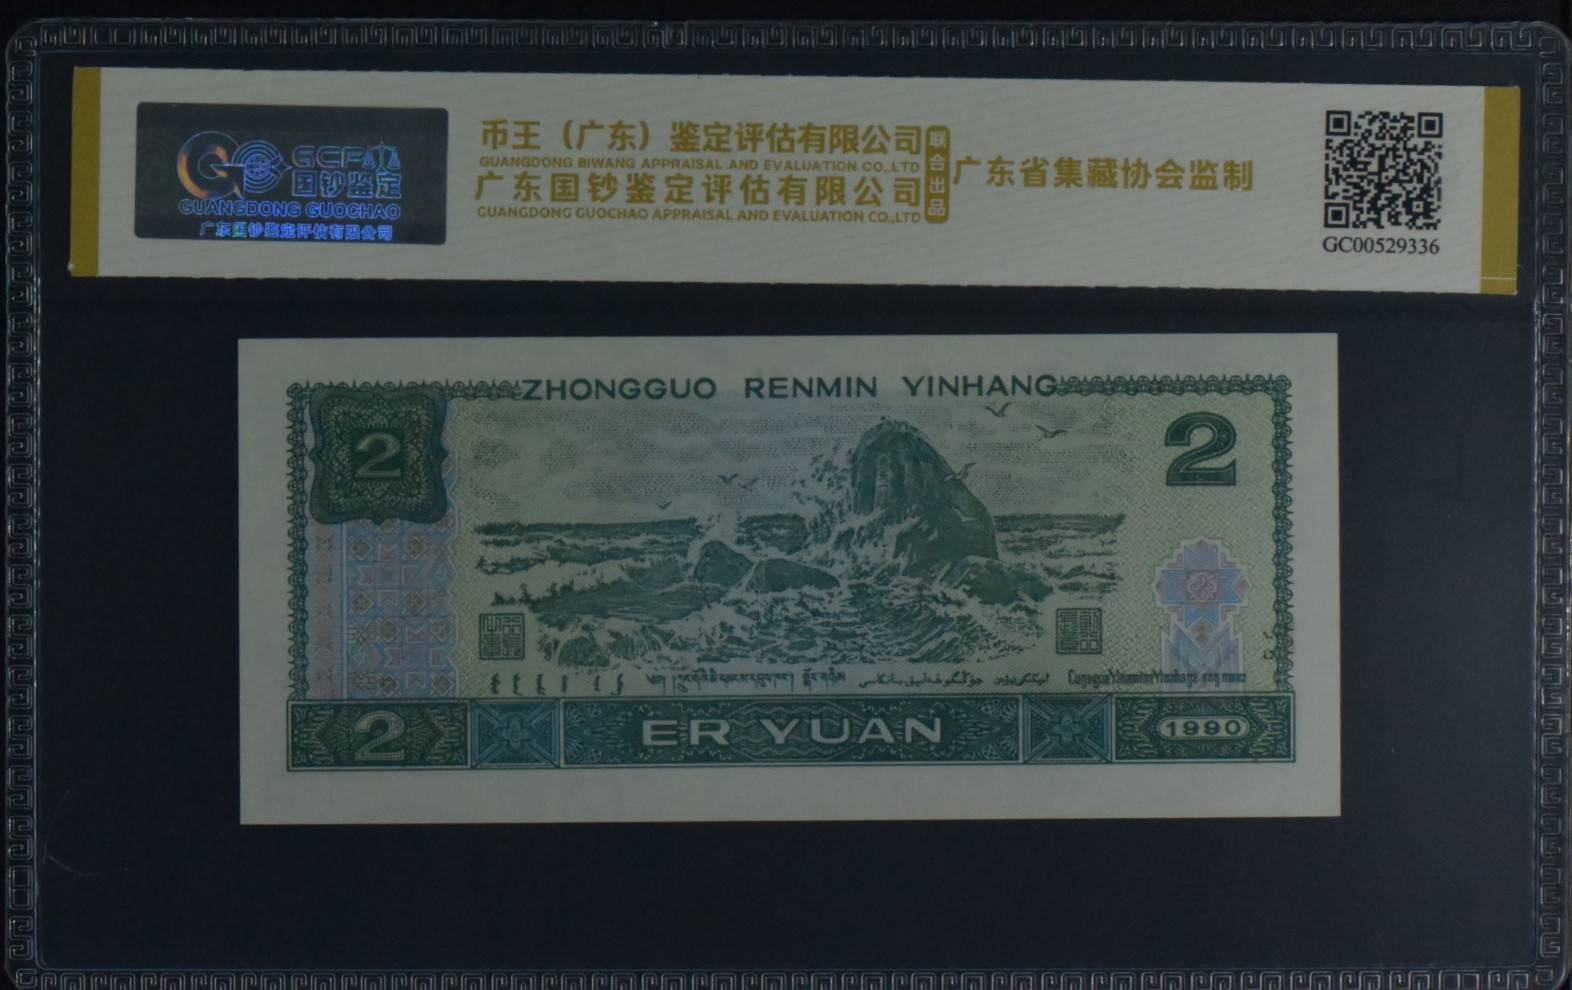 GCF
国钞鉴定
GUANGDONG GUOCHAO
广东国钞鉴定评估有限公司
币王（广东）鉴定评估有限公司
GUANGDONG BIWANG APPRAISAL AND EVALUATION CO.,LTD
广东国钞鉴定评估有限公司
GUANGDONG GUOCHAO APPRAISAL AND EVALUATION CO.,LTD
联合出品
广东省集藏协会监制
GC00529336
ZHONGGUO RENMIN YINHANG
2
2
2
ER YUAN
1990